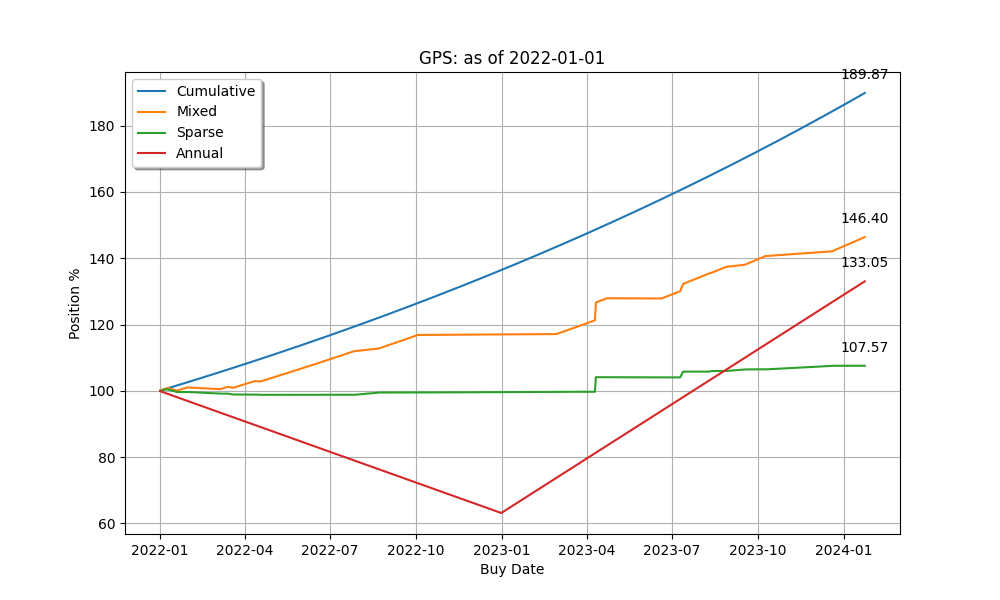 GPS: as of 2022-01-01
Cumulative
Mixed
Sparse
Annual
189.87
146.40
133.05
107.57
Position %
180
160
140
120
100
80
60
2022-01 2022-04 2022-07 2022-10 2023-01 2023-04 2023-07 2023-10 2024-01
Buy Date